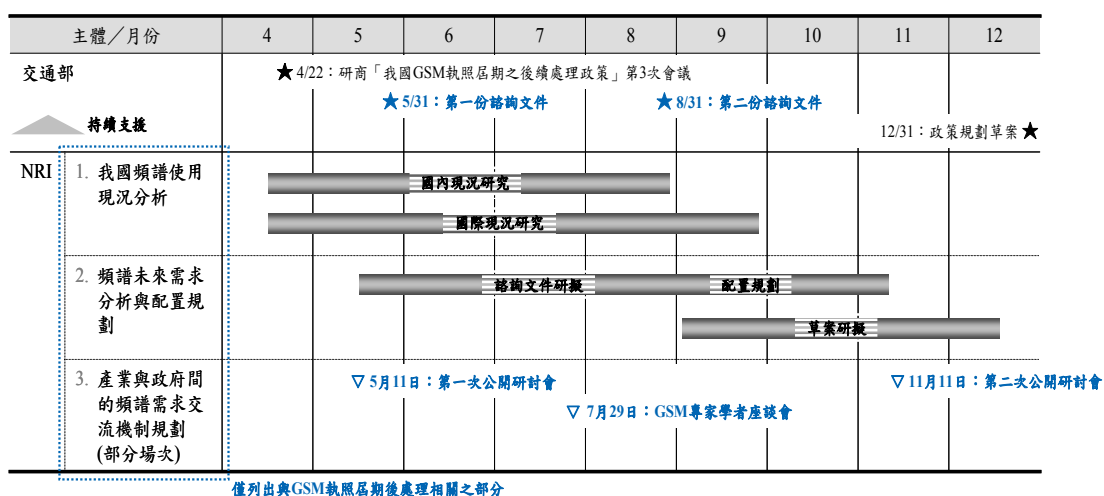 主體／月份 4 5 6 7 8 9 10 11 12
交通部
★4/22：研商「我國GSM執照屆期之後續處理政策」第3次會議
★5/31：第一份諮詢文件 ★8/31：第二份諮詢文件
持續支援
12/31：政策規劃草案★
NRI
1. 我國頻譜使用
現況分析
國內現況研究
國際現況研究
2. 頻譜未來需求
分析與配置規
劃
諮詢文件研擬 配置規劃
草案研擬
3. 產業與政府間
的頻譜需求交
流機制規劃
(部分場次)
▽5月11日：第一次公開研討會 ▽11月11日：第二次公開研討會
▽7月29日：GSM專家學者座談會
僅列出與GSM執照屆期後處理相關之部分